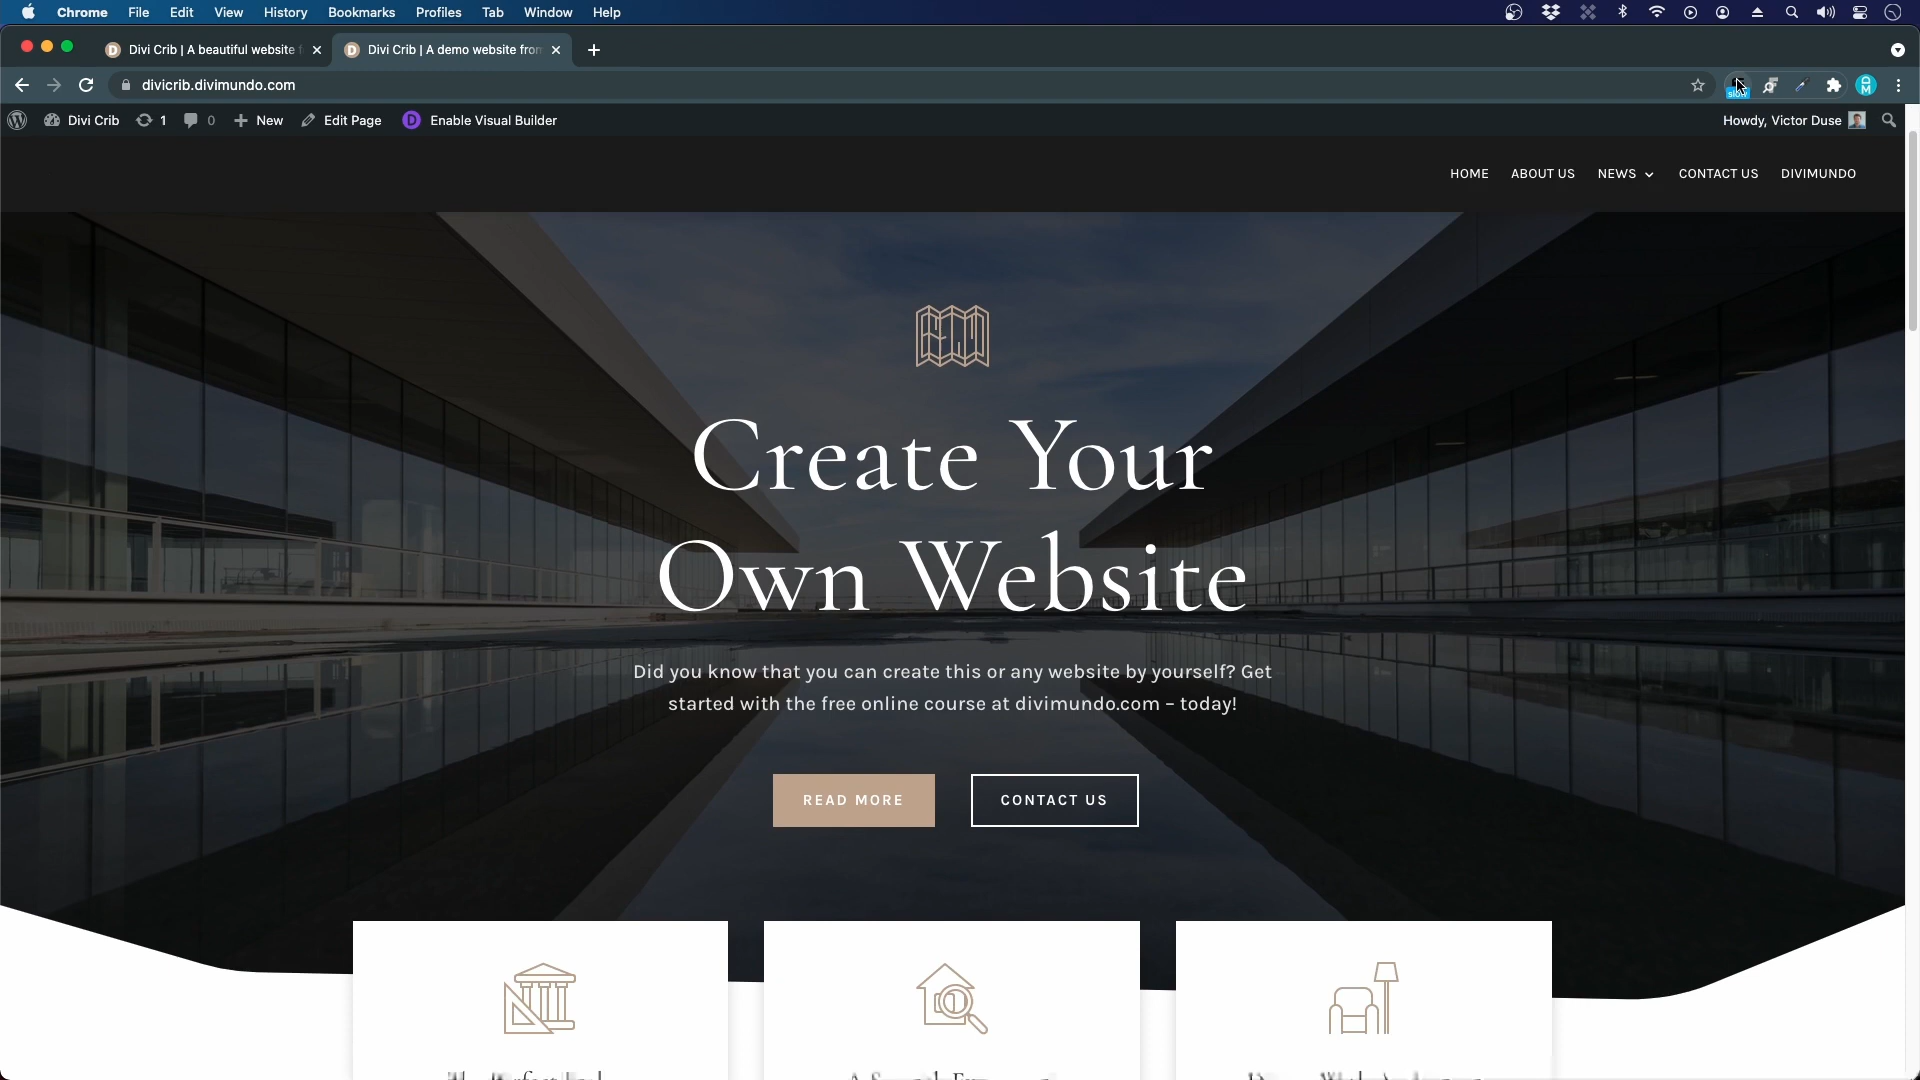 Chrome File Edit View History Bookmarks Profiles Tab Window Help
Divi Crib | A beautiful website
Divi Crib | A demo website from
divicrib.divimundo.com
slow
Divi Crib 1 0 New Edit Page D Enable Visual Builder
Howdy, Victor Duse
HOME ABOUT US NEWS CONTACT US DIVIMUNDO
Create Your
Own Website
Did you know that you can create this or any website by yourself? Get
started with the free online course at divimundo.com – today!
READ MORE
CONTACT US